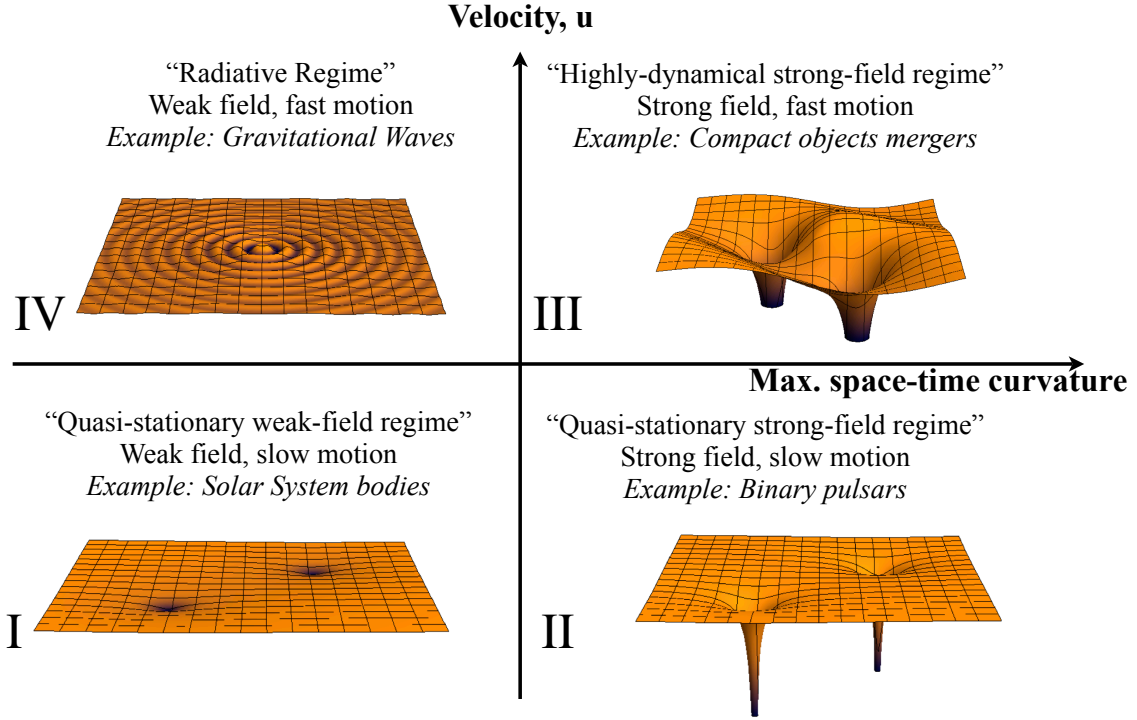 Velocity, u
“Radiative Regime”
Weak field, fast motion
Example: Gravitational Waves
“Highly-dynamical strong-field regime”
Strong field, fast motion
Example: Compact objects mergers
IV
III
Max. space-time curvature
“Quasi-stationary weak-field regime”
Weak field, slow motion
Example: Solar System bodies
“Quasi-stationary strong-field regime”
Strong field, slow motion
Example: Binary pulsars
I
II